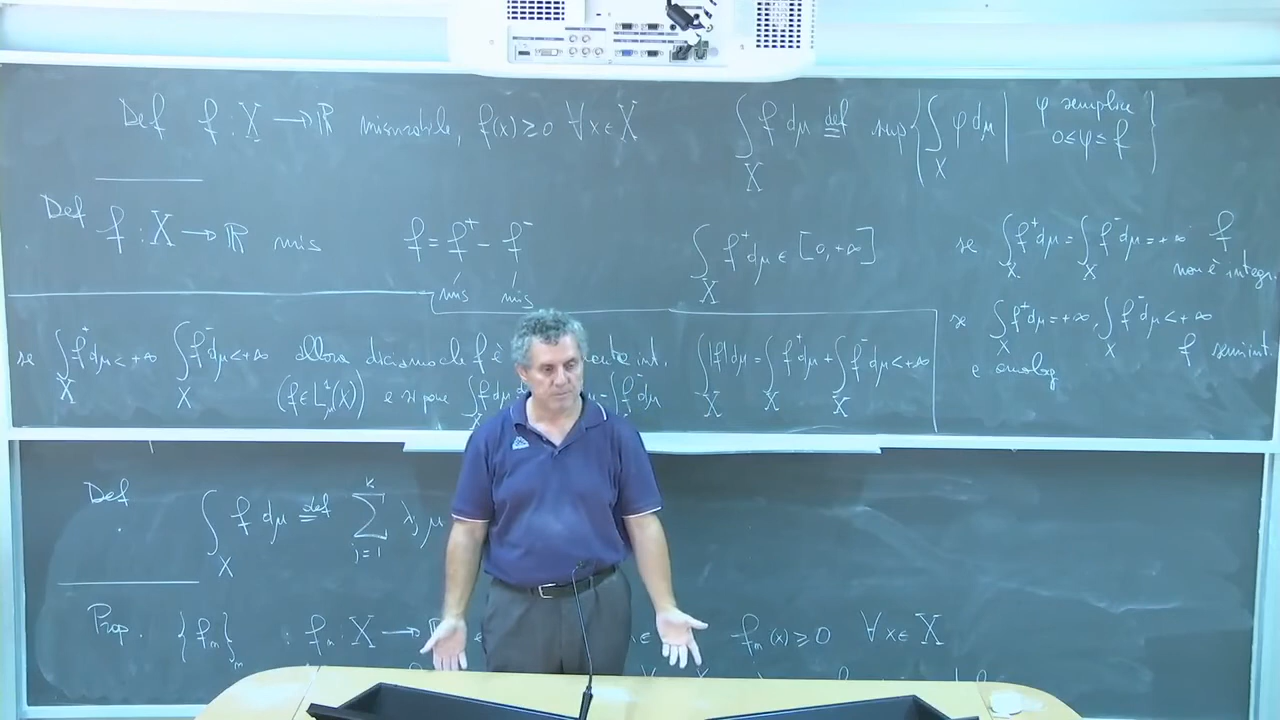 Def f : X → ℝ misurabile, f(x) ≥ 0 ∀x∈X ∫_X f dμ ≝ sup { ∫_X φ dμ | φ semplice 0≤φ≤f }
Def f : X → ℝ mis f = f⁺ - f⁻ ∫_X f⁺dμ ∈ [0,+∞]
mis mis
se ∫_X f⁺dμ = ∫_X f⁻dμ = +∞ f
non è integr.
se ∫_X f⁺dμ = +∞, ∫_X f⁻dμ < +∞
f semint.
e analog
se ∫_X f⁺dμ < +∞ ∫_X f⁻dμ < +∞ allora diciamo che f è int. ∫_X |f|dμ = ∫_X f⁺dμ + ∫_X f⁻dμ < +∞
(f∈L¹_μ(X)) e si pone ∫_X f dμ - ∫ f⁻dμ
Def ∫_X f dμ ≝ Σ_{j=1}^{k} λ_j μ
Prop. {f_n}_n : f_n : X → ℝ f_n(x) ≥ 0 ∀x∈X